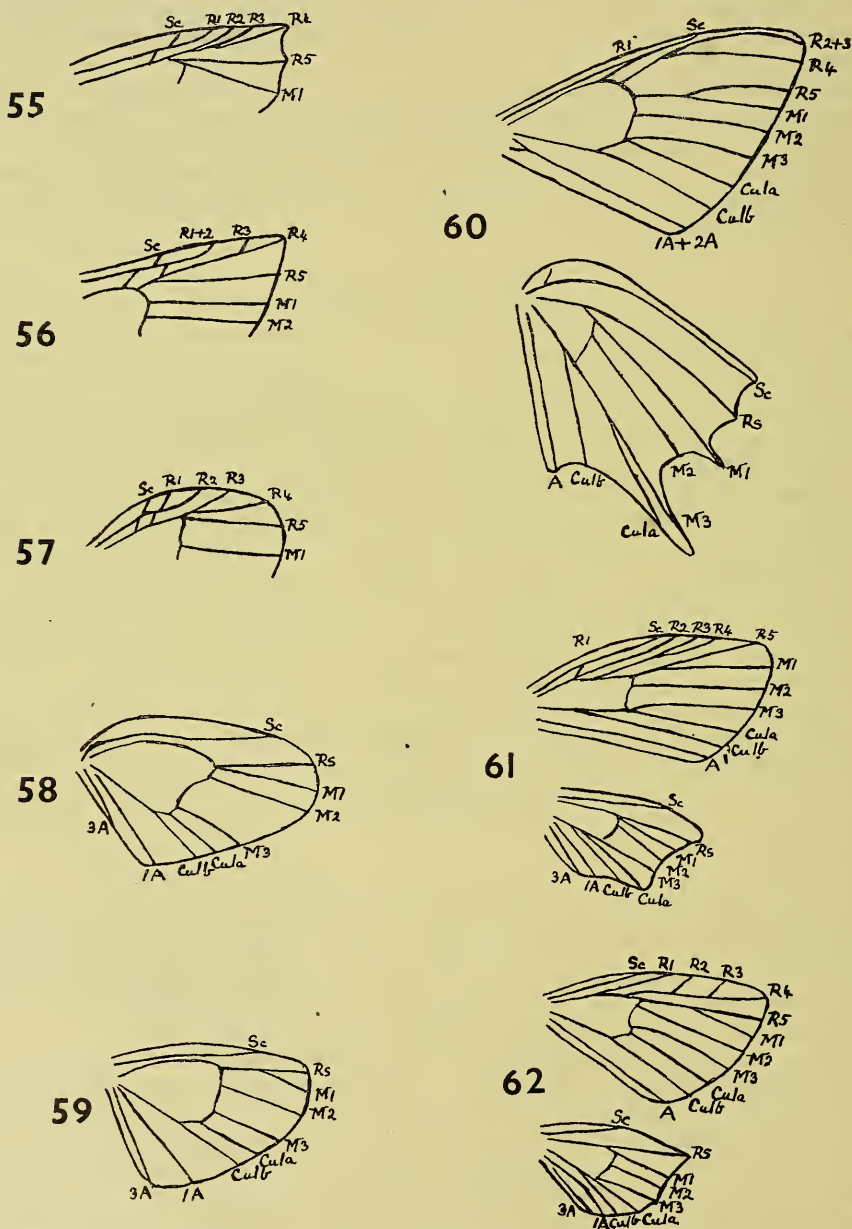 55
Sc R1 R2 R3 R4
R5
M1
56
Sc R1+2 R3 R4
R5
M1
M2
57
Sc R1 R2 R3 R4
R5
M1
58
Sc
Rs
M1
M2
M3
Cu1a
Cu1b
1A
3A
59
Sc
Rs
M1
M2
M3
Cu1a
Cu1b
1A
3A
60
R1 Sc
R2+3
R4
R5
M1
M2
M3
Cu1a
Cu1b
1A+2A
Sc
Rs
M1
M2
M3
Cu1a
Cu1b
A
61
R1 Sc R2 R3 R4 R5
M1
M2
M3
Cu1a
Cu1b
A
Sc
Rs
M1
M2
M3
Cu1a
Cu1b
1A
3A
62
Sc R1 R2 R3
R4
R5
M1
M2
M3
Cu1a
Cu1b
A
Sc
R5
M1
M2
M3
Cu1a
Cu1b
1A
3A